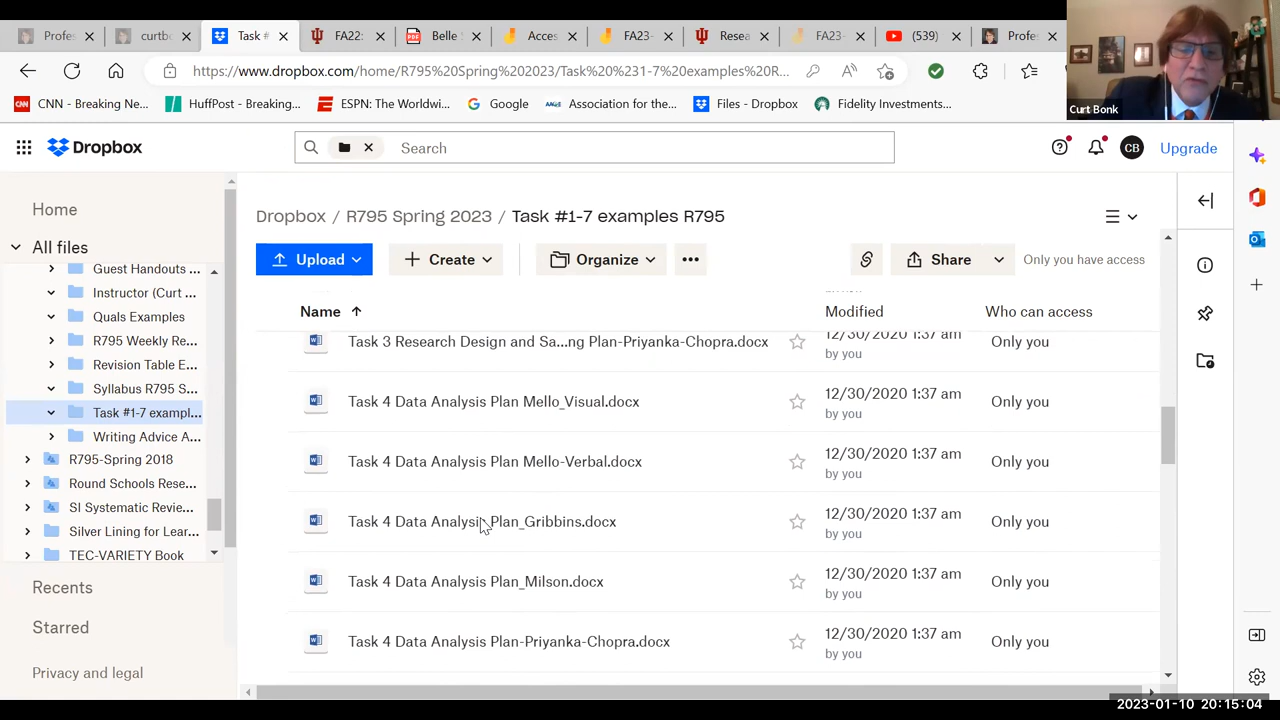 Profes
curtbo
Task #
FA22:
Belle
Acces
FA23-
Resea
FA23-
(539)
Profes
https://www.dropbox.com/home/R795%20Spring%202023/Task%20%231-7%20examples%20R...
CNN - Breaking Ne...
HuffPost - Breaking...
ESPN: The Worldwi...
Google
Association for the...
Files - Dropbox
Fidelity Investments...
Curt Bonk
Dropbox
Search
CB
Upgrade
Home
All files
Guest Handouts ...
Instructor (Curt ...
Quals Examples
R795 Weekly Re...
Revision Table E...
Syllabus R795 S...
Task #1-7 exampl...
Writing Advice A...
R795-Spring 2018
Round Schools Rese...
SI Systematic Revie...
Silver Lining for Lear...
TEC-VARIETY Book
Recents
Starred
Privacy and legal
Dropbox / R795 Spring 2023 / Task #1-7 examples R795
Upload
Create
Organize
Share
Only you have access
Name
Modified
Who can access
Task 3 Research Design and Sa...ng Plan-Priyanka-Chopra.docx
12/30/2020 1:37 am
by you
Only you
Task 4 Data Analysis Plan Mello_Visual.docx
12/30/2020 1:37 am
by you
Only you
Task 4 Data Analysis Plan Mello-Verbal.docx
12/30/2020 1:37 am
by you
Only you
Task 4 Data Analysis Plan_Gribbins.docx
12/30/2020 1:37 am
by you
Only you
Task 4 Data Analysis Plan_Milson.docx
12/30/2020 1:37 am
by you
Only you
Task 4 Data Analysis Plan-Priyanka-Chopra.docx
12/30/2020 1:37 am
by you
Only you
2023-01-10 20:15:04